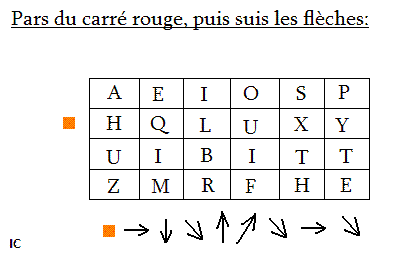 Pars du carré rouge, puis suis les flèches:
A E I O S P
H Q L U X Y
U I B I T T
Z M R F H E
IC